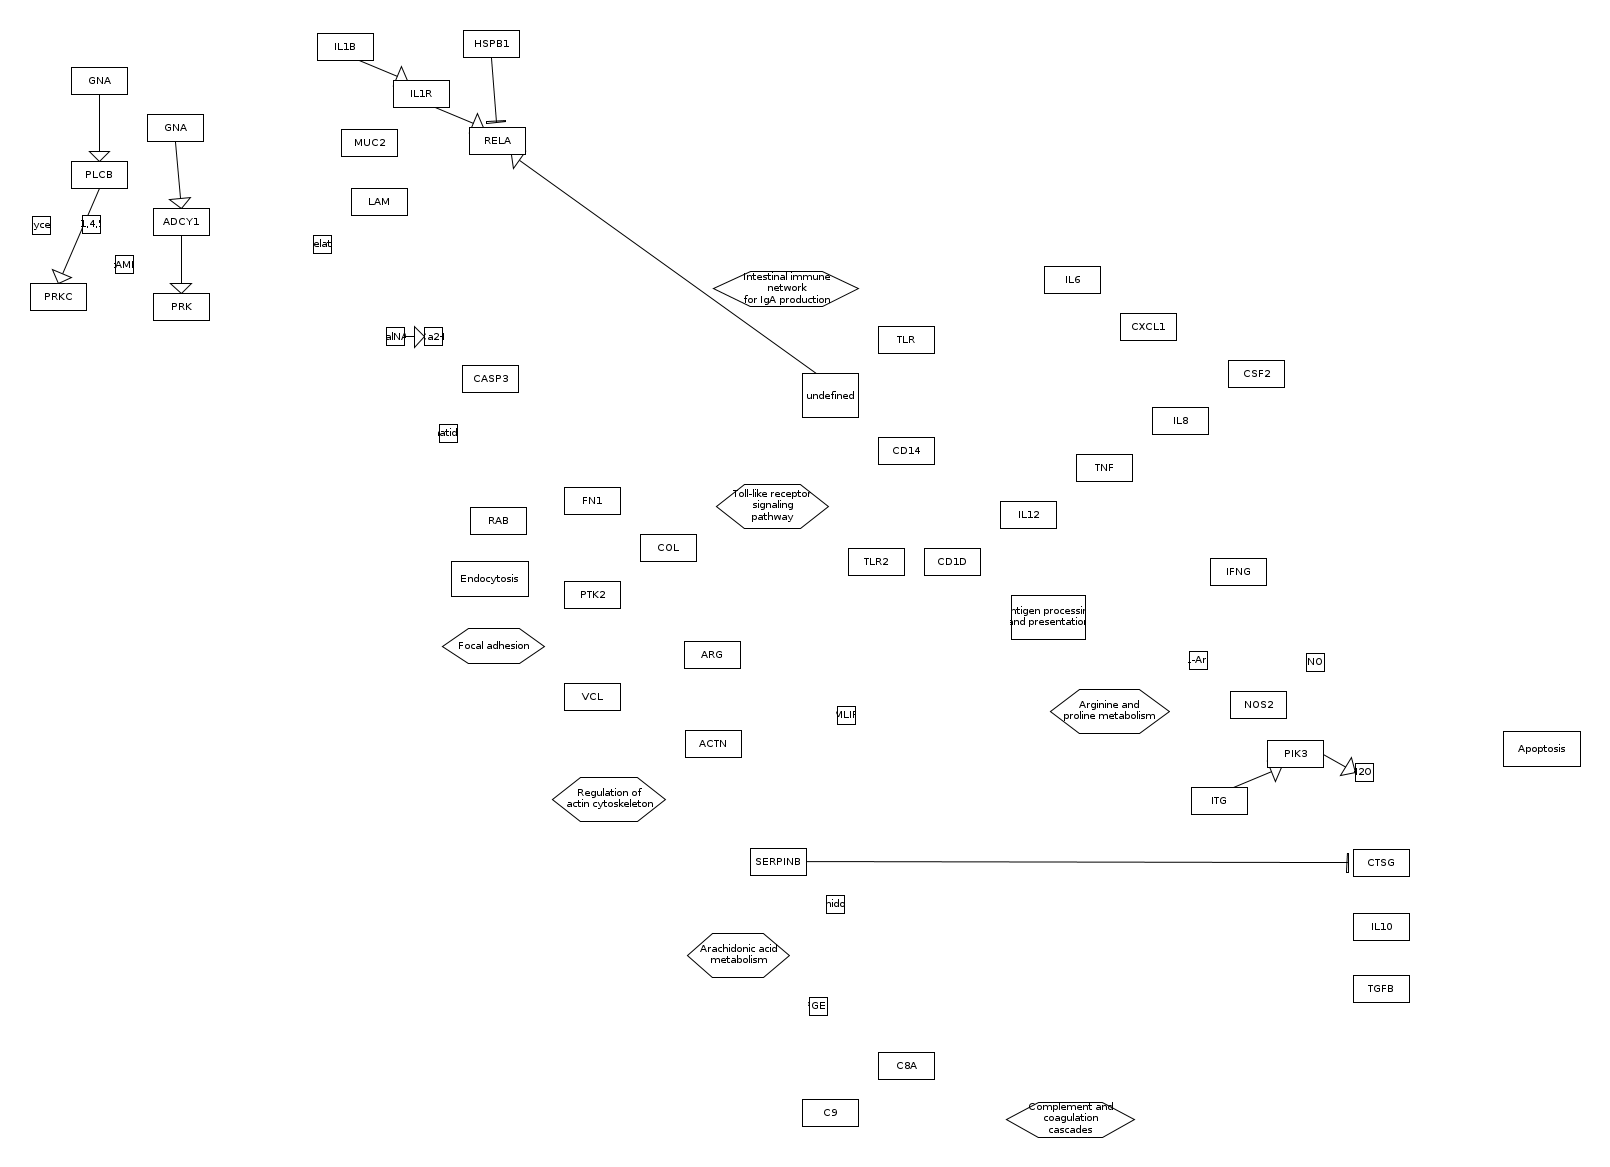 IL1B
HSPB1
GNA
IL1R
GNA
RELA
MUC2
PLCB
LAM
ADCY1
yce
1,4,5
elat
AMI
PRKC
PRK
Intestinal immune
network
for IgA production
IL6
CXCL1
TLR
alNA
a2-
CASP3
CSF2
undefined
IL8
atid
CD14
TNF
Toll-like receptor
signaling
pathway
FN1
RAB
IL12
COL
TLR2
CD1D
IFNG
Endocytosis
PTK2
ntigen processin
and presentation
Focal adhesion
ARG
-Ar
NO
VCL
NOS2
Arginine and
proline metabolism
MLIF
ACTN
PIK3
Apoptosis
I2O
Regulation of
actin cytoskeleton
ITG
SERPINB
CTSG
nido
IL10
Arachidonic acid
metabolism
TGFB
GE
C8A
C9
Complement and
coagulation
cascades